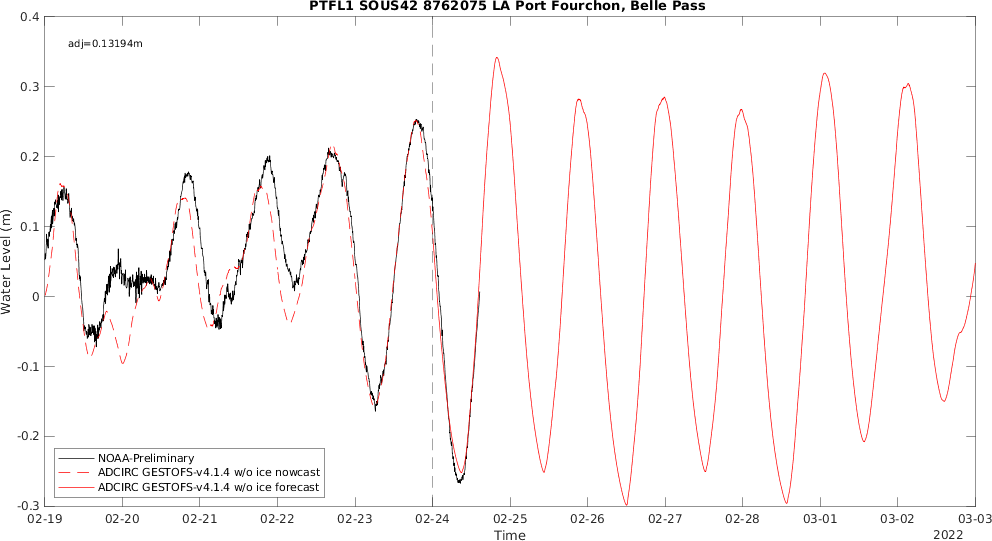 PTFL1 SOUS42 8762075 LA Port Fourchon, Belle Pass
adj=0.13194m
0.4
0.3
0.2
0.1
0
-0.1
-0.2
-0.3
Water Level (m)
NOAA-Preliminary
ADCIRC GESTOFS-v4.1.4 w/o ice nowcast
ADCIRC GESTOFS-v4.1.4 w/o ice forecast
02-19 02-20 02-21 02-22 02-23 02-24 02-25 02-26 02-27 02-28 03-01 03-02 03-03
Time
2022